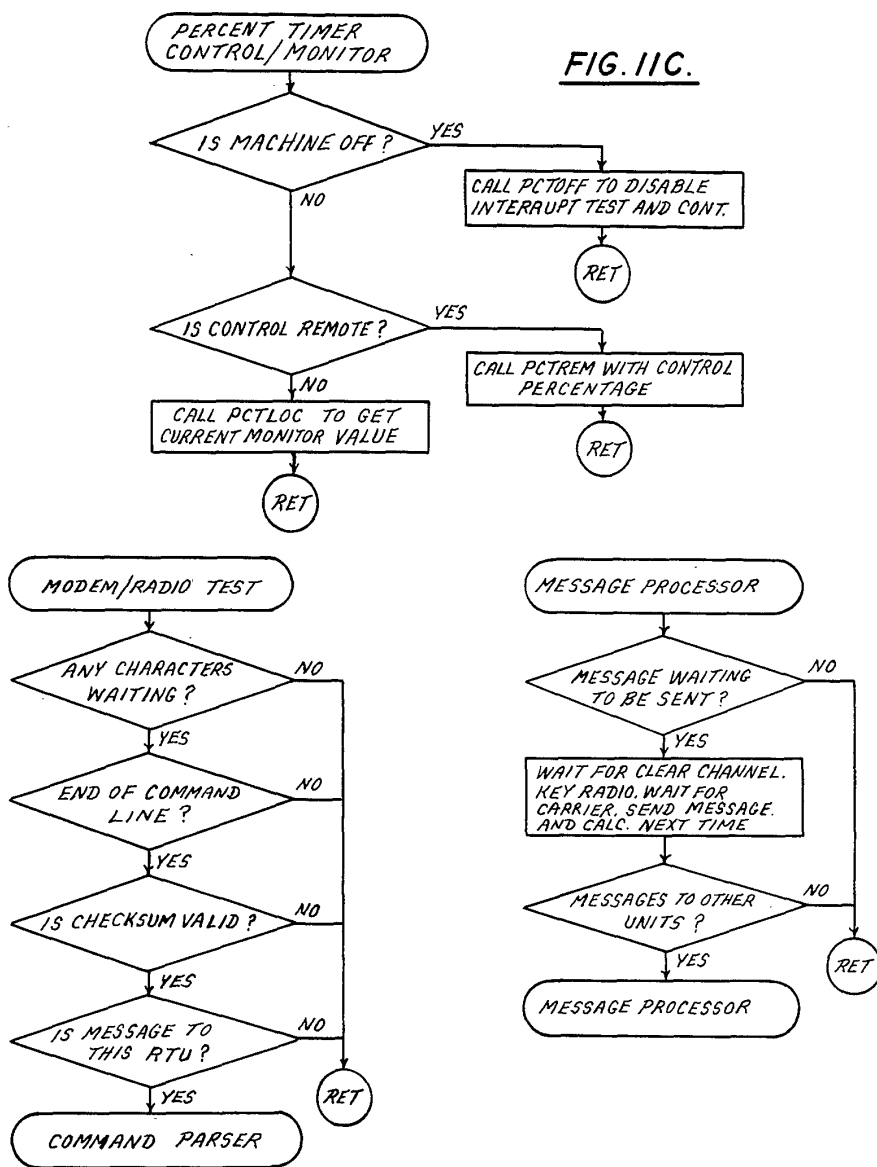 PERCENT TIMER
CONTROL/MONITOR
FIG. 11C.
IS MACHINE OFF?
YES
NO
CALL PCTOFF TO DISABLE
INTERRUPT TEST AND CONT.
RET
IS CONTROL REMOTE?
YES
NO
CALL PCTREM WITH CONTROL
PERCENTAGE
RET
CALL PCTLOC TO GET
CURRENT MONITOR VALUE
RET
MODEM/RADIO TEST
ANY CHARACTERS
WAITING?
NO
YES
END OF COMMAND
LINE?
NO
YES
IS CHECKSUM VALID?
NO
YES
IS MESSAGE TO
THIS RTU?
NO
YES
RET
COMMAND PARSER
MESSAGE PROCESSOR
MESSAGE WAITING
TO BE SENT?
NO
YES
WAIT FOR CLEAR CHANNEL.
KEY RADIO. WAIT FOR
CARRIER, SEND MESSAGE.
AND CALC. NEXT TIME
MESSAGES TO OTHER
UNITS?
NO
YES
RET
MESSAGE PROCESSOR